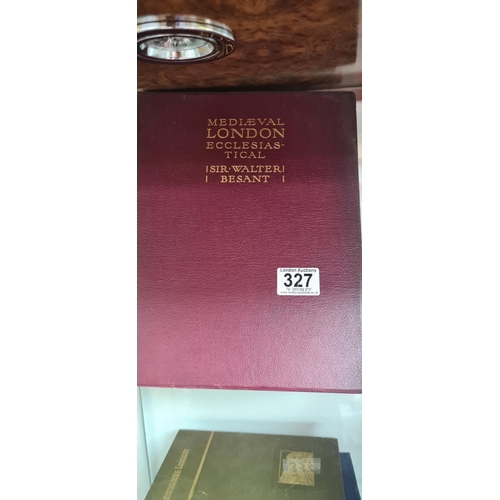 MEDIÆVAL
LONDON
ECCLESIAS-
TICAL
SIR·WALTER
BESANT
London Auctions
327